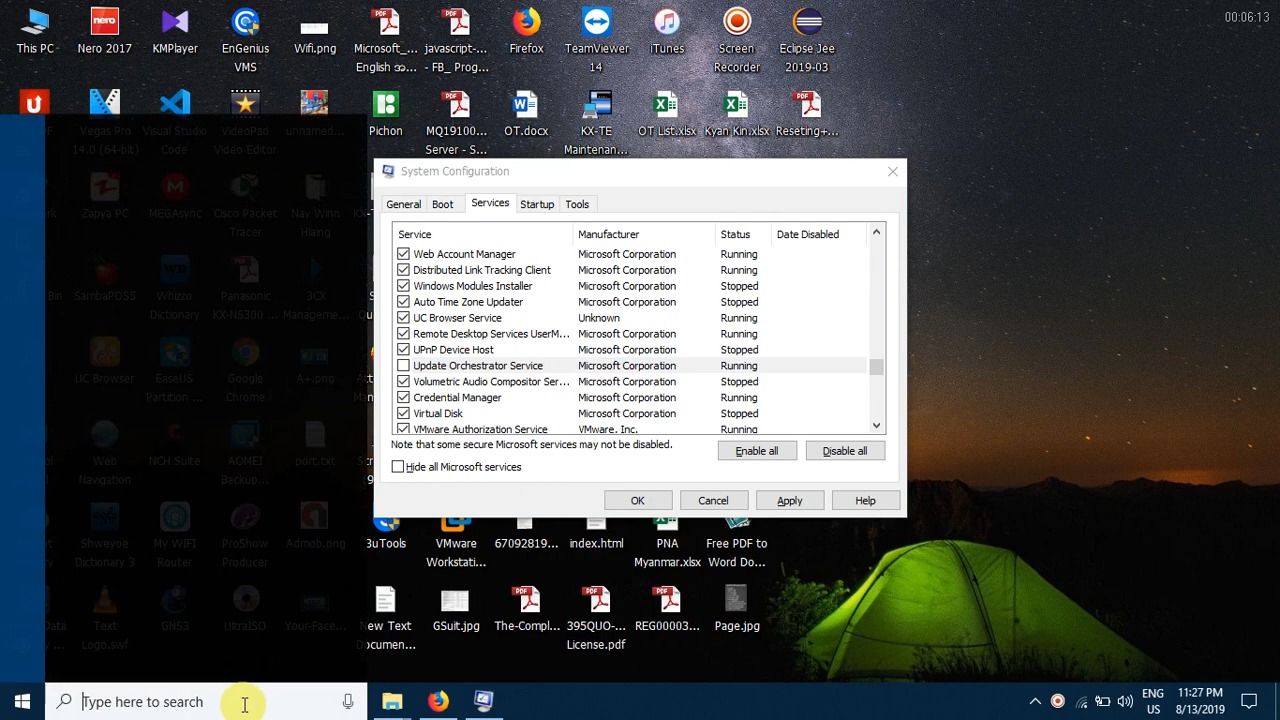 00:06:13
This PC
Nero 2017
KMPlayer
EnGenius
VMS
Wifi.png
Microsoft_...
javascript-...
- FB_ Prog...
Firefox
TeamViewer
14
iTunes
Screen
Recorder
Eclipse Jee
2019-03
Vegas Pro
14.0 (64-bit)
Visual Studio
Code
VideoPad
Video Editor
unnamed...
Pichon
MQ19100...
Server - S...
OT.docx
KX-TE
Maintenan...
OT List.xlsx
Kyan Kin.xlsx
Reseting+...
System Configuration
General
Boot
Services
Startup
Tools
Service
Manufacturer
Status
Date Disabled
Web Account Manager
Microsoft Corporation
Running
Distributed Link Tracking Client
Microsoft Corporation
Running
Windows Modules Installer
Microsoft Corporation
Stopped
Auto Time Zone Updater
Microsoft Corporation
Stopped
UC Browser Service
Unknown
Running
Remote Desktop Services UserM...
Microsoft Corporation
Running
UPnP Device Host
Microsoft Corporation
Stopped
Update Orchestrator Service
Microsoft Corporation
Running
Volumetric Audio Compositor Ser...
Microsoft Corporation
Stopped
Credential Manager
Microsoft Corporation
Running
Virtual Disk
Microsoft Corporation
Stopped
VMware Authorization Service
VMware, Inc.
Running
Note that some secure Microsoft services may not be disabled.
Enable all
Disable all
Hide all Microsoft services
OK
Cancel
Apply
Help
Zapya PC
MEGAsync
Cisco Packet
Tracer
Nay Winn
Hlaing
SambaPOS5
Whizzo
Dictionary
Panasonic
KX-NS300 ...
3CX
Manageme...
UC Browser
EaseUS
Partition ...
Google
Chrome
A+.png
Web
Navigation
NCH Suite
AOMEI
Backup...
port.txt
Shweyoe
Dictionary 3
My WIFI
Router
ProShow
Producer
Admob.png
3uTools
VMware
Workstati...
67092819...
index.html
PNA
Myanmar.xlsx
Free PDF to
Word Do...
Text
Logo.swf
GNS3
UltraISO
Your-Face...
New Text
Documen...
GSuit.jpg
The-Compl...
395QUO-...
License.pdf
REG00003...
Page.jpg
Type here to search
ENG
US
11:27 PM
8/13/2019